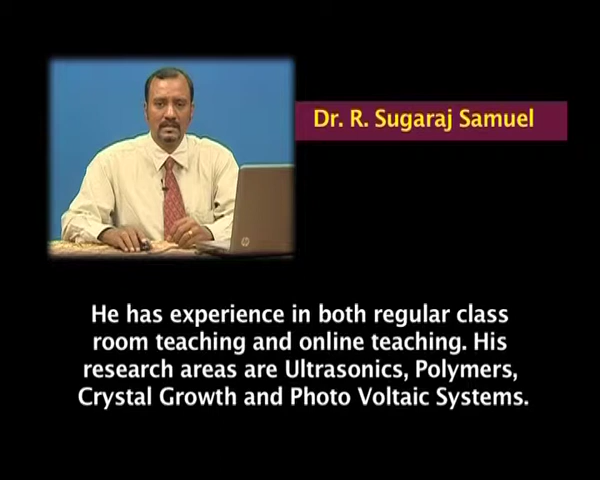 Dr. R. Sugaraj Samuel
hp
He has experience in both regular class
room teaching and online teaching. His
research areas are Ultrasonics, Polymers,
Crystal Growth and Photo Voltaic Systems.